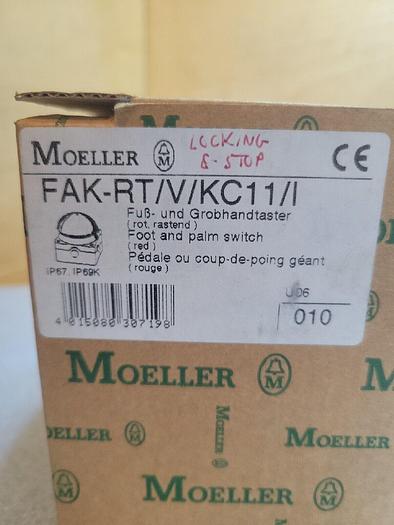 LOCKING
E-STOP
MOELLER M CE
FAK-RT/V/KC11/I
Fuß- und Grobhandtaster
(rot, rastend)
Foot and palm switch
(red)
Pédale ou coup-de-poing géant
(rouge)
IP67, IP69K
4 015080 307198
010
MOELLER M
M
OELLER M
MOELLER
MOELLER
M
MOELLER M